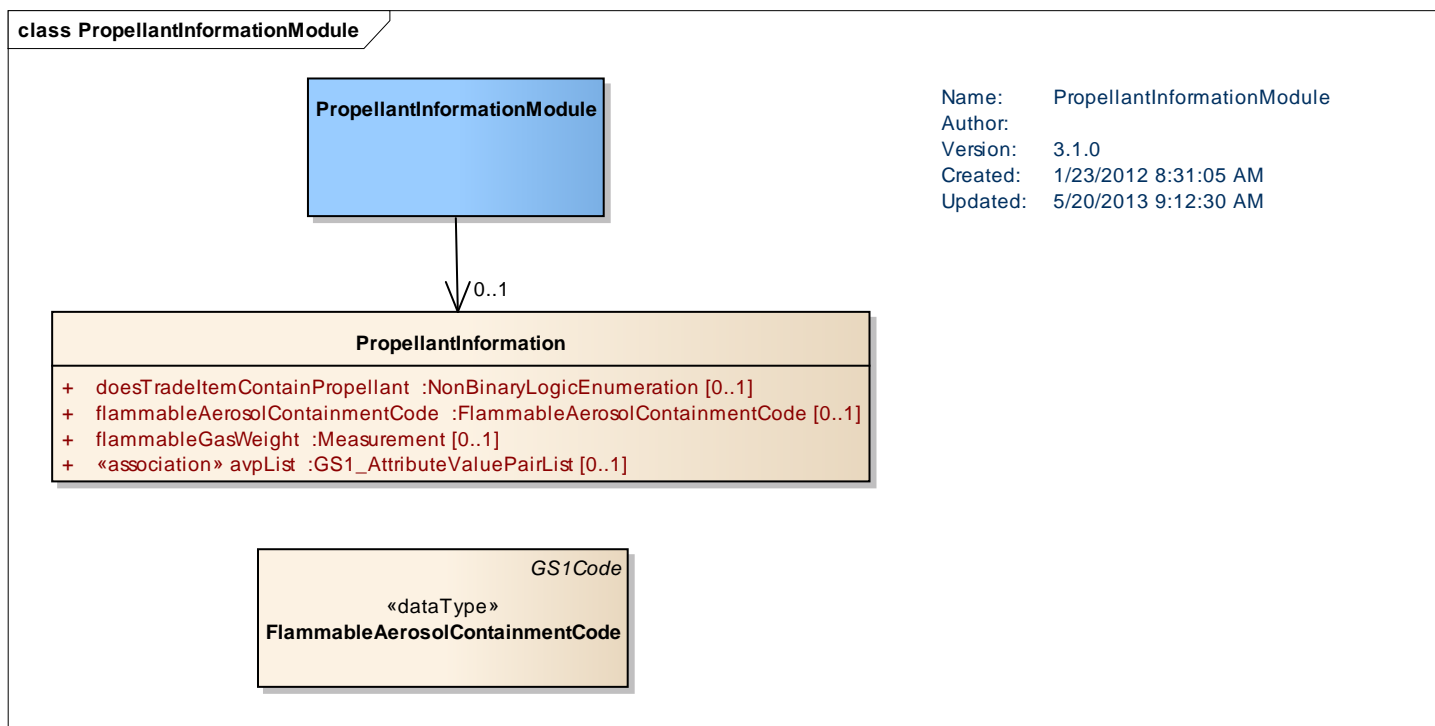 class PropellantInformationModule
PropellantInformationModule
Name: PropellantInformationModule
Author:
Version: 3.1.0
Created: 1/23/2012 8:31:05 AM
Updated: 5/20/2013 9:12:30 AM
0..1
PropellantInformation
+ doesTradeItemContainPropellant :NonBinaryLogicEnumeration [0..1]
+ flammableAerosolContainmentCode :FlammableAerosolContainmentCode [0..1]
+ flammableGasWeight :Measurement [0..1]
+ «association» avpList :GS1_AttributeValuePairList [0..1]
GS1Code
«dataType»
FlammableAerosolContainmentCode